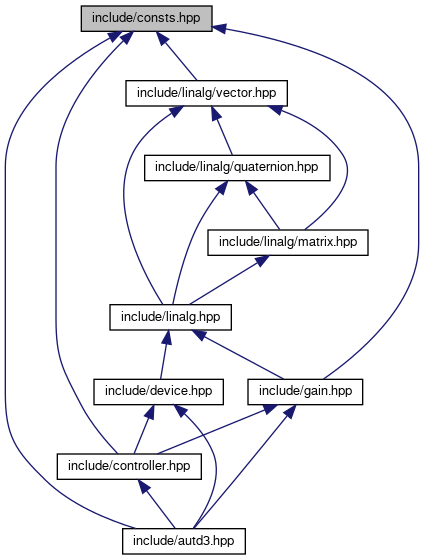 include/consts.hpp
include/linalg/vector.hpp
include/linalg/quaternion.hpp
include/linalg/matrix.hpp
include/linalg.hpp
include/device.hpp
include/gain.hpp
include/controller.hpp
include/autd3.hpp